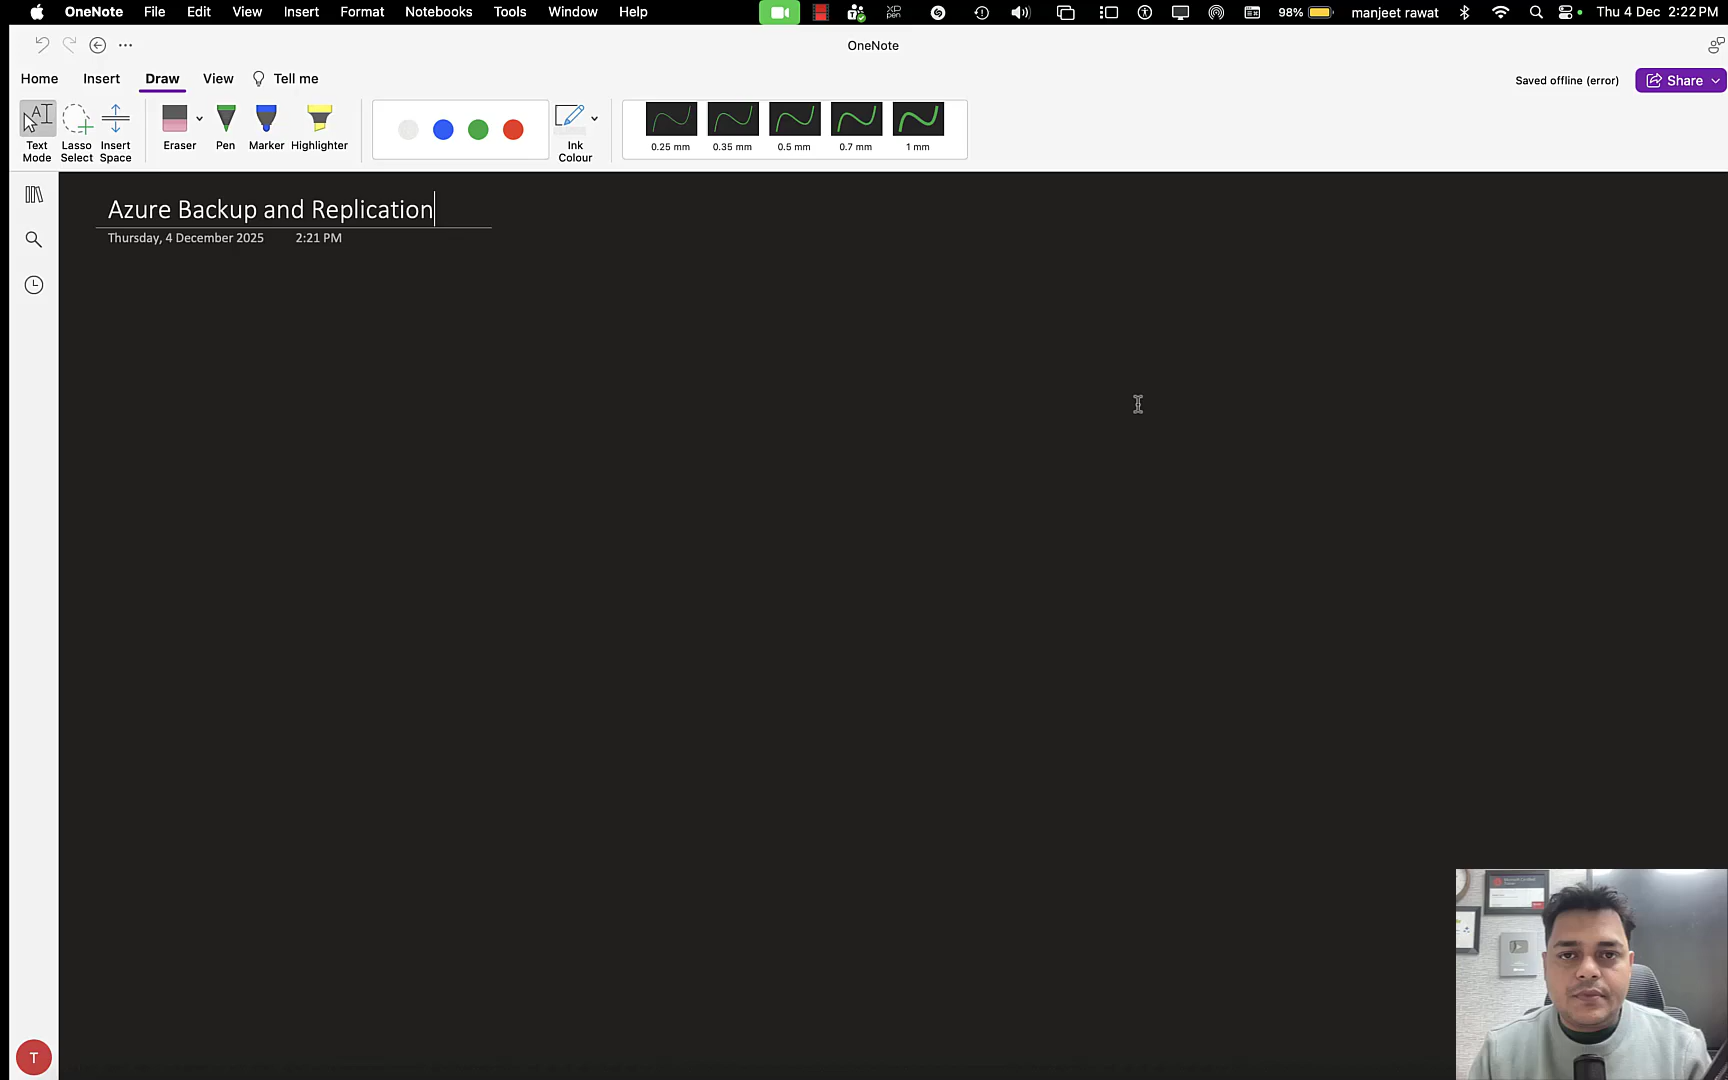 OneNote File Edit View Insert Format Notebooks Tools Window Help
XP pen
98% manjeet rawat Thu 4 Dec 2:22 PM
OneNote
Home Insert Draw View Tell me
Saved offline (error) Share
Text Mode
Lasso Select
Insert Space
Eraser
Pen
Marker
Highlighter
Ink Colour
0.25 mm
0.35 mm
0.5 mm
0.7 mm
1 mm
Azure Backup and Replication
Thursday, 4 December 2025 2:21 PM
T